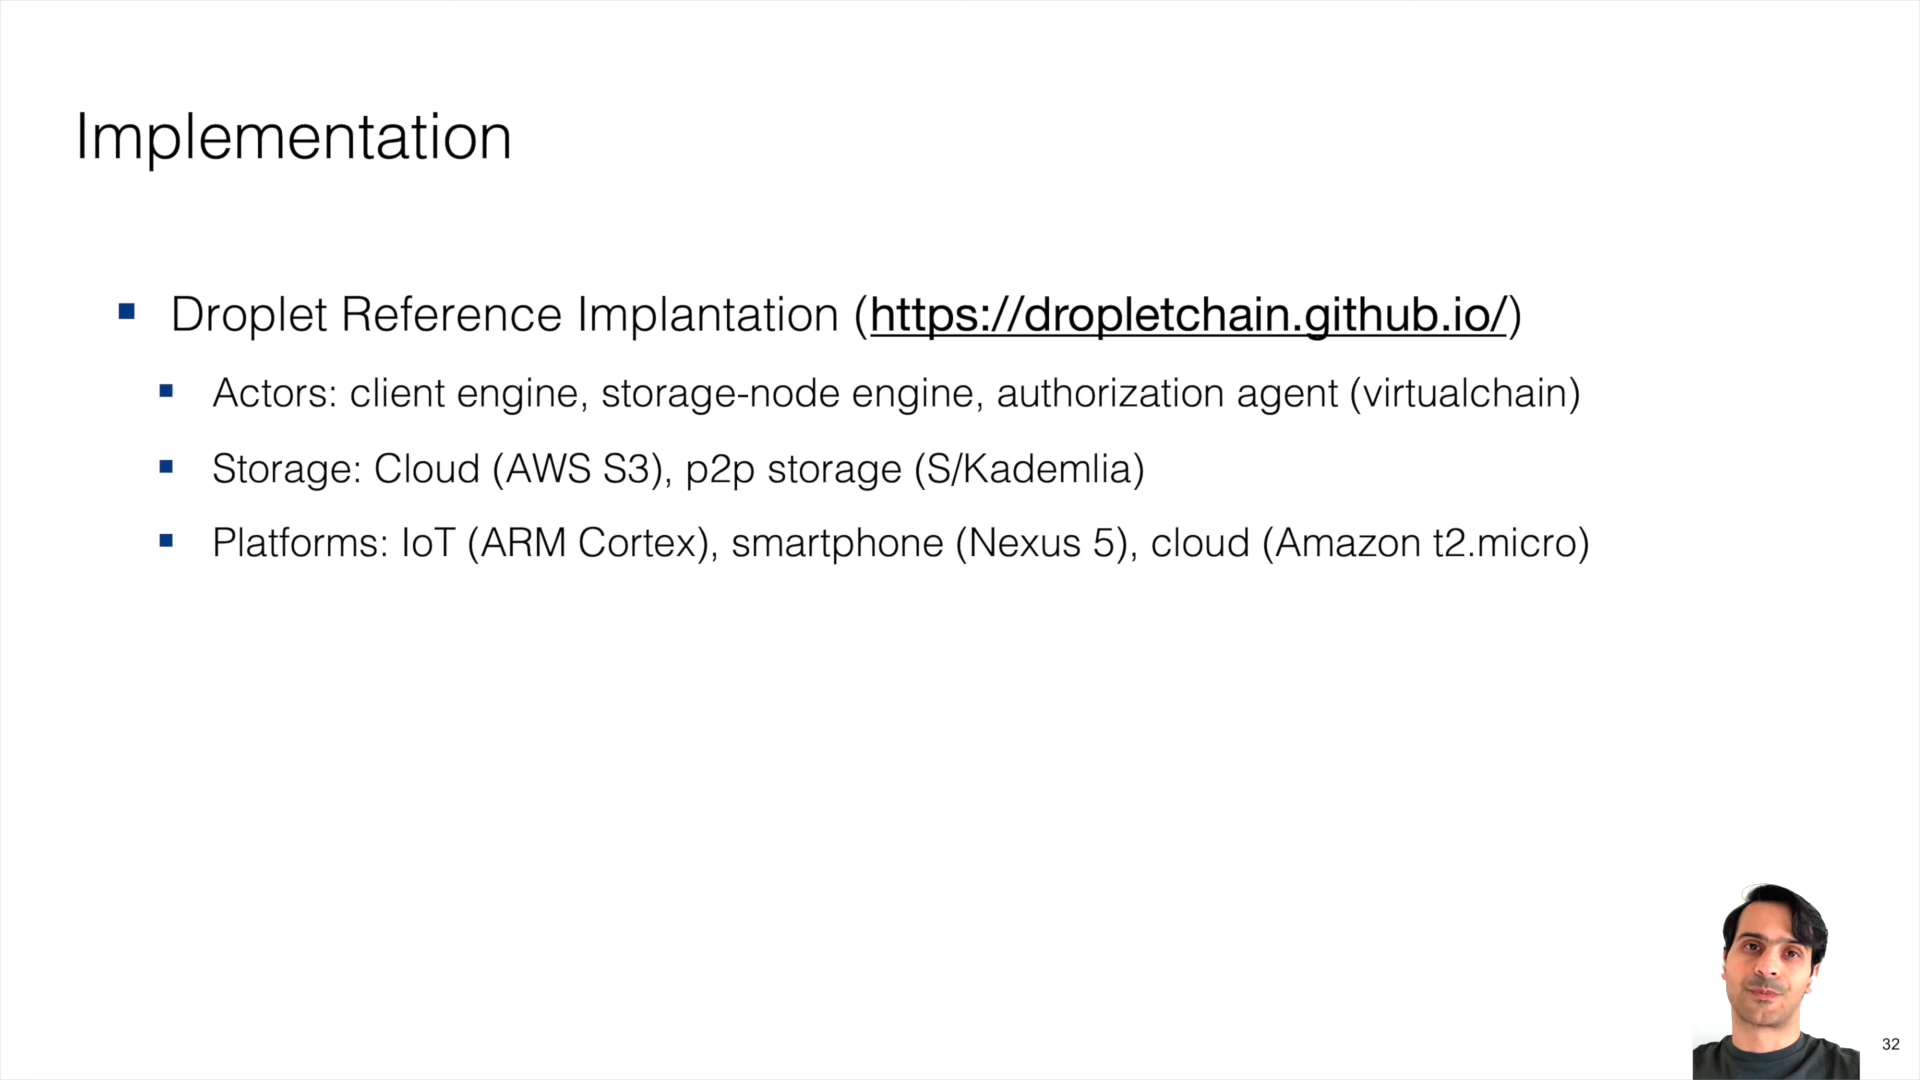 Implementation
Droplet Reference Implantation (https://dropletchain.github.io/)
Actors: client engine, storage-node engine, authorization agent (virtualchain)
Storage: Cloud (AWS S3), p2p storage (S/Kademlia)
Platforms: IoT (ARM Cortex), smartphone (Nexus 5), cloud (Amazon t2.micro)
32